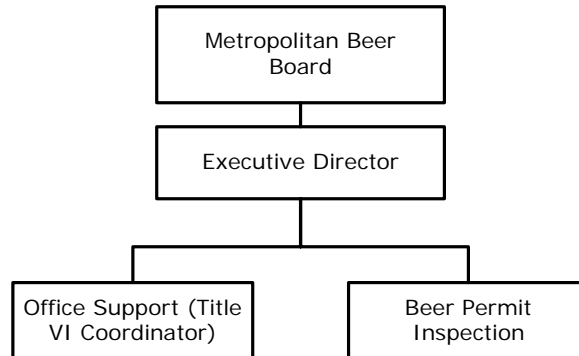 Metropolitan Beer
Board
Executive Director
Office Support (Title
VI Coordinator)
Beer Permit
Inspection